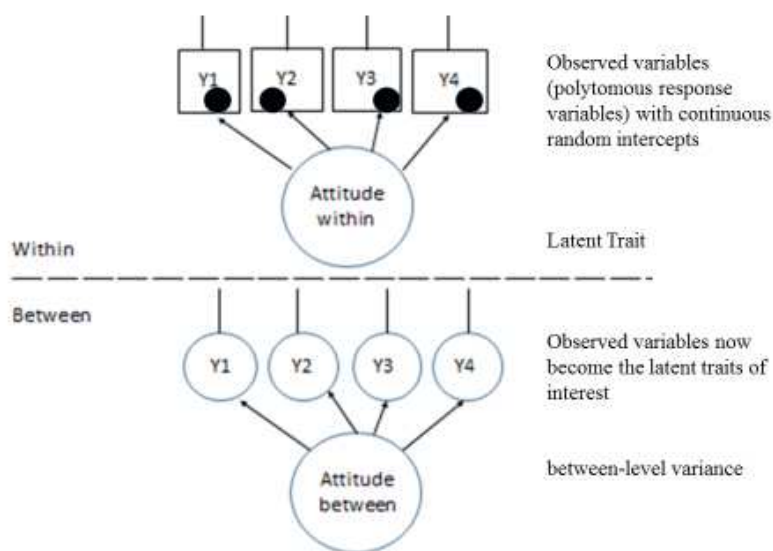 Y1 Y2 Y3 Y4
Observed variables
(polytomous response
variables) with continuous
random intercepts
Attitude
within
Within
Latent Trait
Between
Y1 Y2 Y3 Y4
Observed variables now
become the latent traits of
interest
Attitude
between
between-level variance